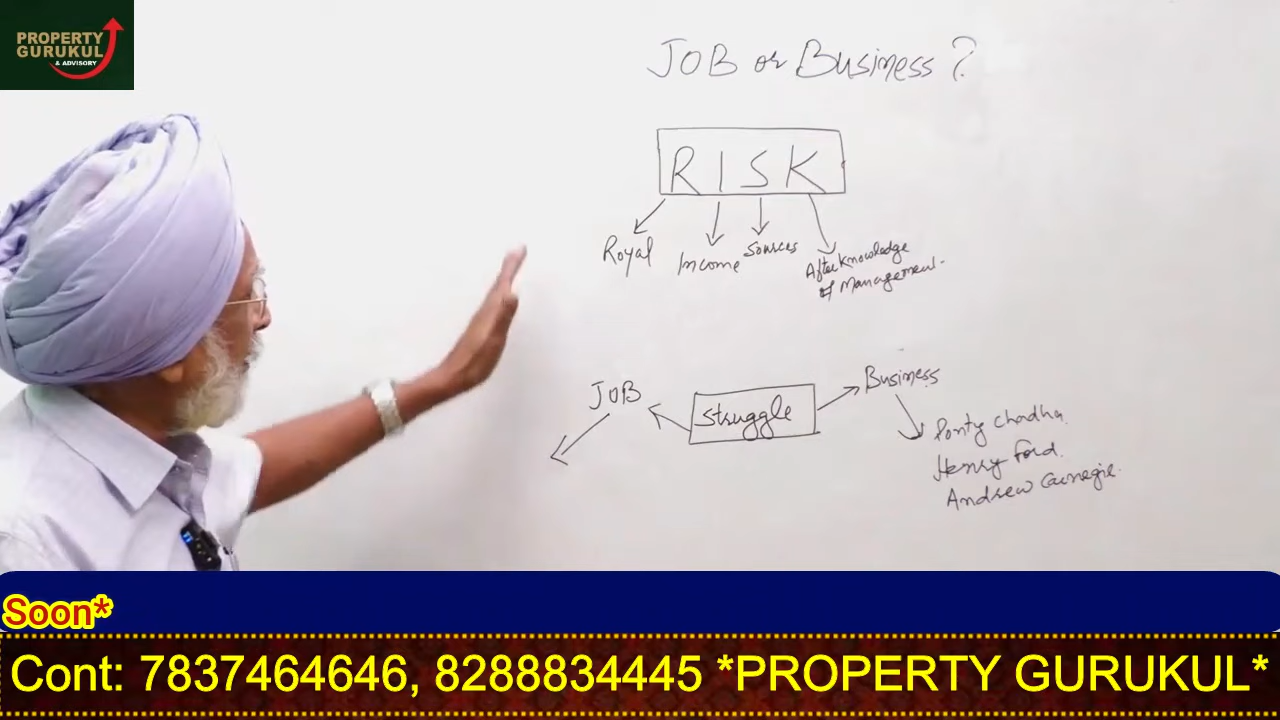 PROPERTY
GURUKUL
& ADVISORY
JOB or Business ?
RISK
Royal
Income
Sources
After Knowledge
of Management.
JOB
Struggle
Business
Ponty Chadha
Henry Ford.
Andrew Carnegie.
Soon*
Cont: 7837464646, 8288834445 *PROPERTY GURUKUL*